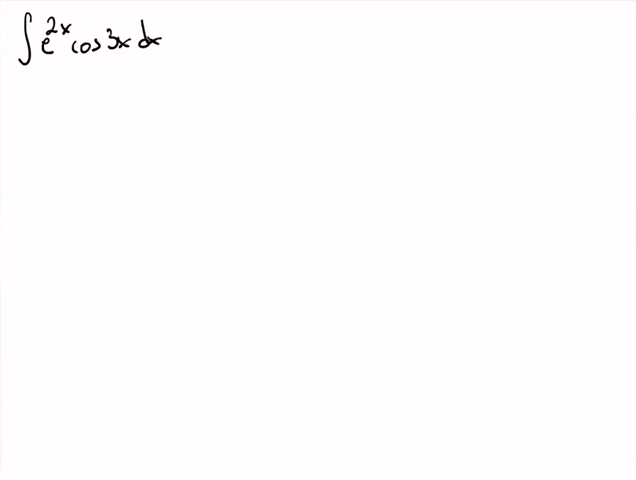 ∫ e^{2x} cos 3x dx